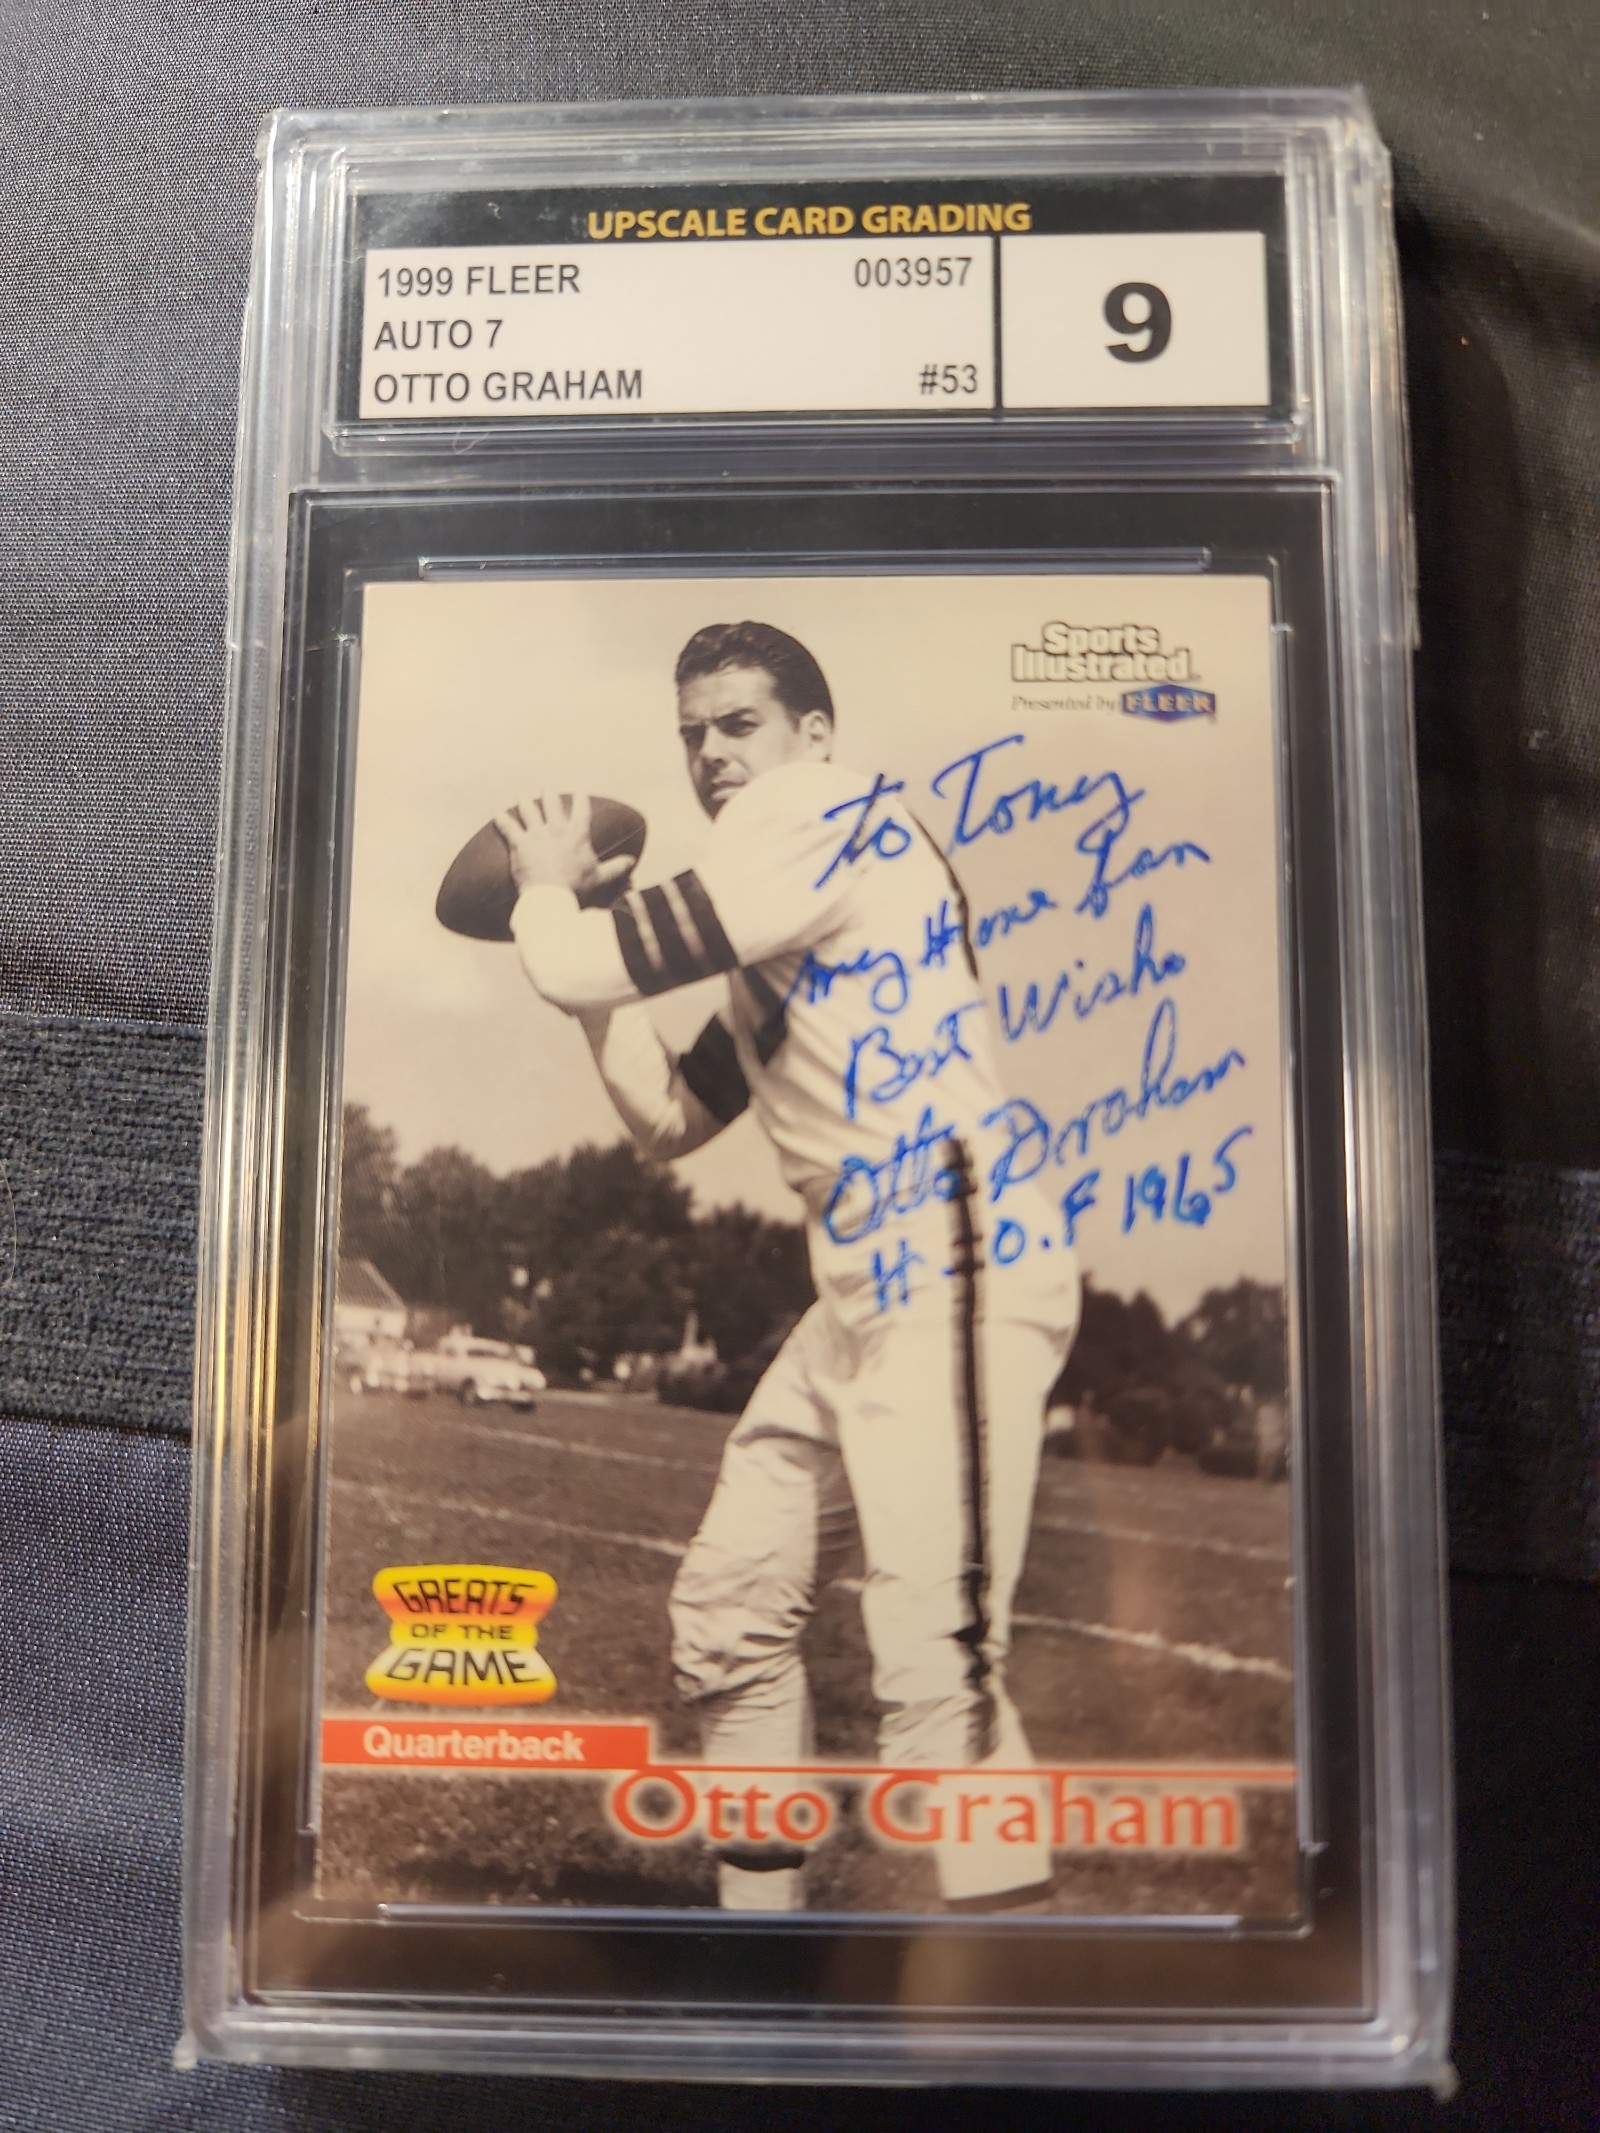 UPSCALE CARD GRADING
1999 FLEER 003957
AUTO 7
OTTO GRAHAM #53
9
Sports
Illustrated
Presented by FLEER
to Tony
my Home
Best Wishes
Otto Graham
H.O.F 1965
GREATS
OF THE
GAME
Quarterback
Otto Graham